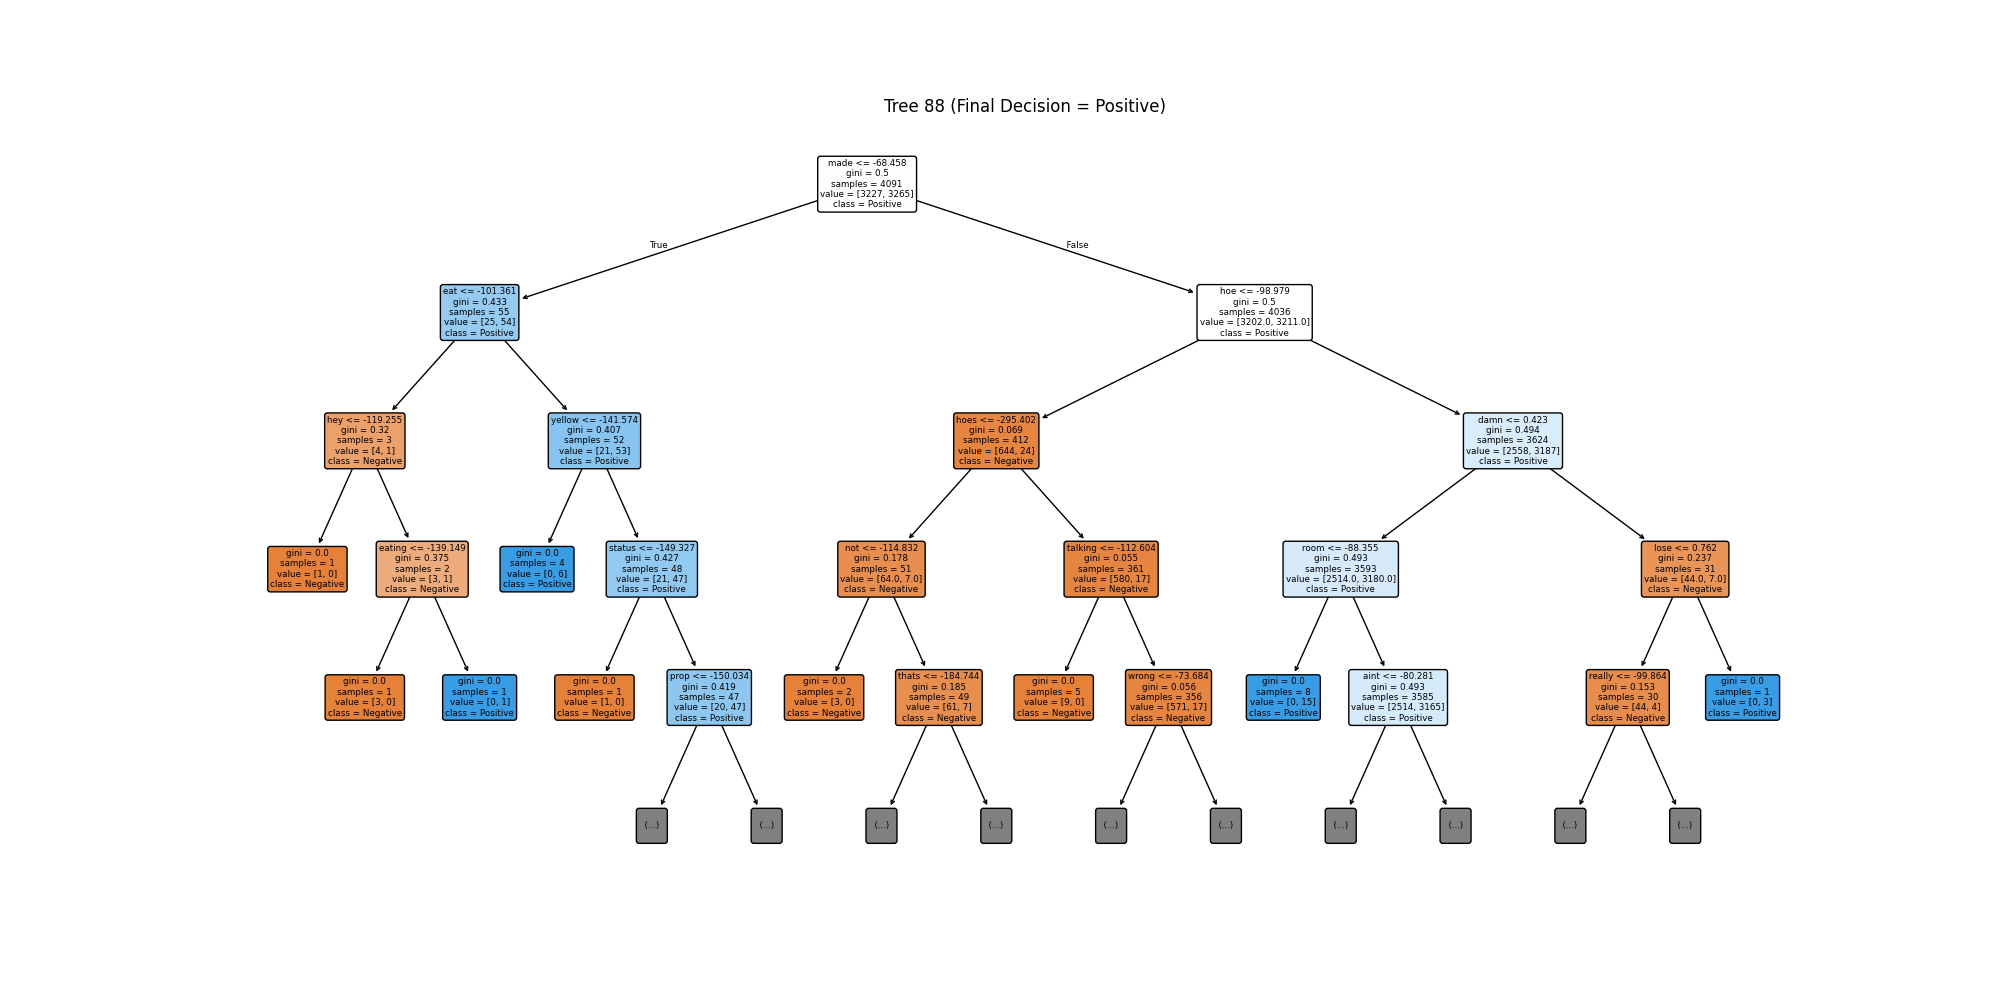 Tree 88 (Final Decision = Positive)
made <= -68.458
gini = 0.5
samples = 4091
value = [3227, 3265]
class = Positive
True
False
eat <= -101.361
gini = 0.433
samples = 55
value = [25, 54]
class = Positive
hoe <= -98.979
gini = 0.5
samples = 4036
value = [3202.0, 3211.0]
class = Positive
hey <= -119.255
gini = 0.32
samples = 3
value = [4, 1]
class = Negative
yellow <= -141.574
gini = 0.407
samples = 52
value = [21, 53]
class = Positive
hoes <= -295.402
gini = 0.069
samples = 412
value = [644, 24]
class = Negative
damn <= 0.423
gini = 0.494
samples = 3624
value = [2558, 3187]
class = Positive
gini = 0.0
samples = 1
value = [1, 0]
class = Negative
eating <= -139.149
gini = 0.375
samples = 2
value = [3, 1]
class = Negative
gini = 0.0
samples = 4
value = [0, 6]
class = Positive
status <= -149.327
gini = 0.427
samples = 48
value = [21, 47]
class = Positive
not <= -114.832
gini = 0.178
samples = 51
value = [64.0, 7.0]
class = Negative
talking <= -112.604
gini = 0.055
samples = 361
value = [580, 17]
class = Negative
room <= -88.355
gini = 0.493
samples = 3593
value = [2514.0, 3180.0]
class = Positive
lose <= 0.762
gini = 0.237
samples = 31
value = [44.0, 7.0]
class = Negative
gini = 0.0
samples = 1
value = [3, 0]
class = Negative
gini = 0.0
samples = 1
value = [0, 1]
class = Positive
gini = 0.0
samples = 1
value = [1, 0]
class = Negative
prop <= -150.034
gini = 0.419
samples = 47
value = [20, 47]
class = Positive
gini = 0.0
samples = 2
value = [3, 0]
class = Negative
thats <= -184.744
gini = 0.185
samples = 49
value = [61, 7]
class = Negative
gini = 0.0
samples = 5
value = [9, 0]
class = Negative
wrong <= -73.684
gini = 0.056
samples = 356
value = [571, 17]
class = Negative
gini = 0.0
samples = 8
value = [0, 15]
class = Positive
aint <= -80.281
gini = 0.493
samples = 3585
value = [2514, 3165]
class = Positive
really <= -99.864
gini = 0.153
samples = 30
value = [44, 4]
class = Negative
gini = 0.0
samples = 1
value = [0, 3]
class = Positive
(...)
(...)
(...)
(...)
(...)
(...)
(...)
(...)
(...)
(...)